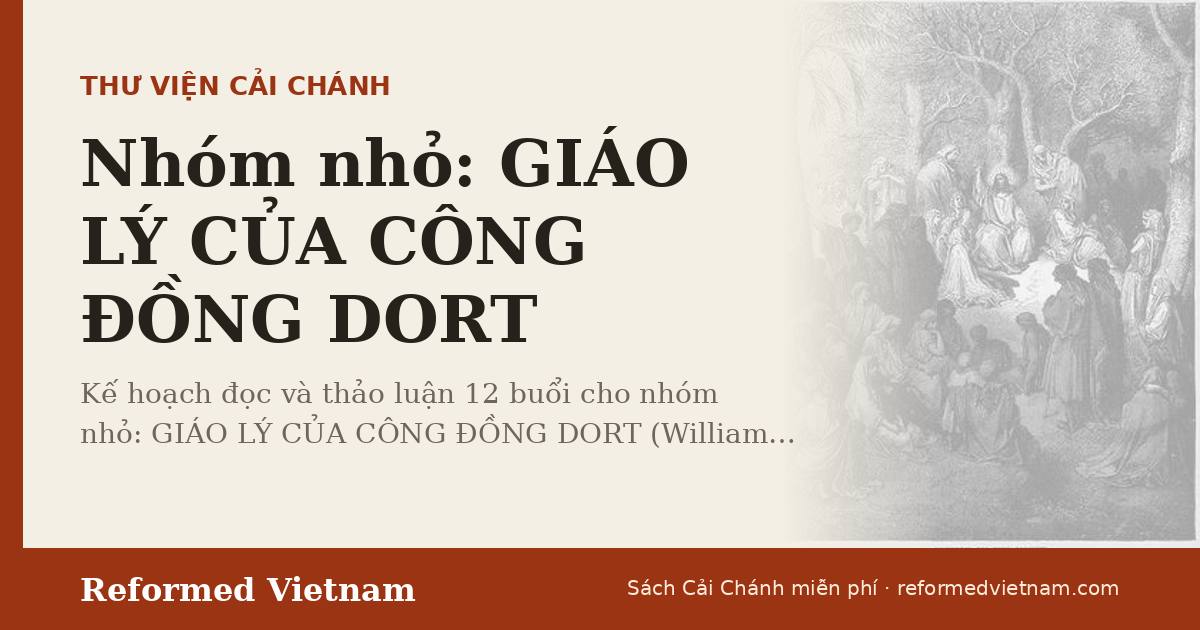 THƯ VIỆN CẢI CHÁNH
Nhóm nhỏ: GIÁO
LÝ CỦA CÔNG
ĐỒNG DORT
Kế hoạch đọc và thảo luận 12 buổi cho nhóm
nhỏ: GIÁO LÝ CỦA CÔNG ĐỒNG DORT (William...
Reformed Vietnam
Sách Cải Chánh miễn phí · reformedvietnam.com